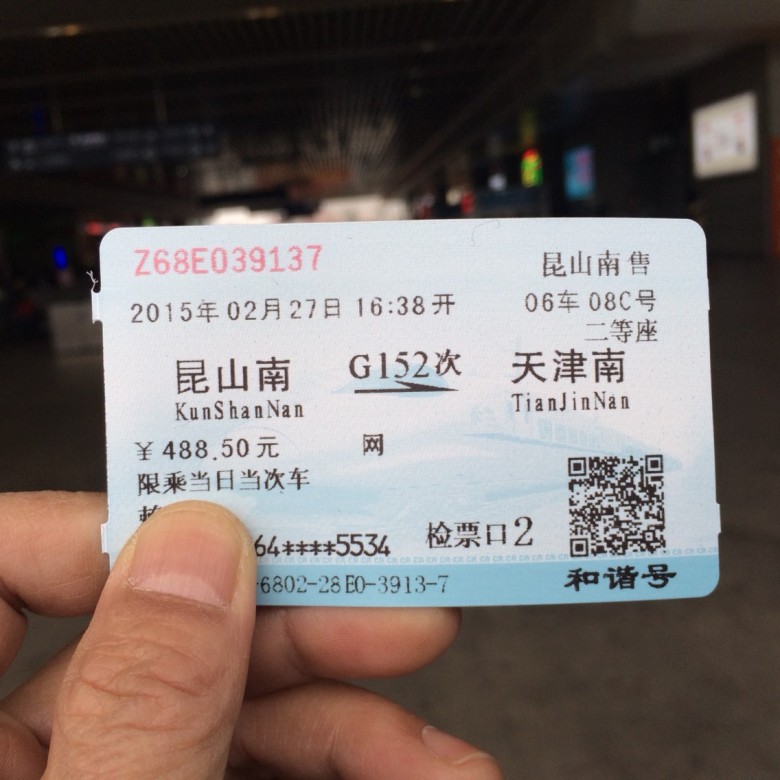 Z68E039137 昆山南售
2015年02月27日 16:38开 06车 08C号
二等座
昆山南 G152次 天津南
KunShanNan TianJinNan
￥488.50元 网
限乘当日当次车
64****5534 检票口2
-6802-28E0-3913-7 和谐号